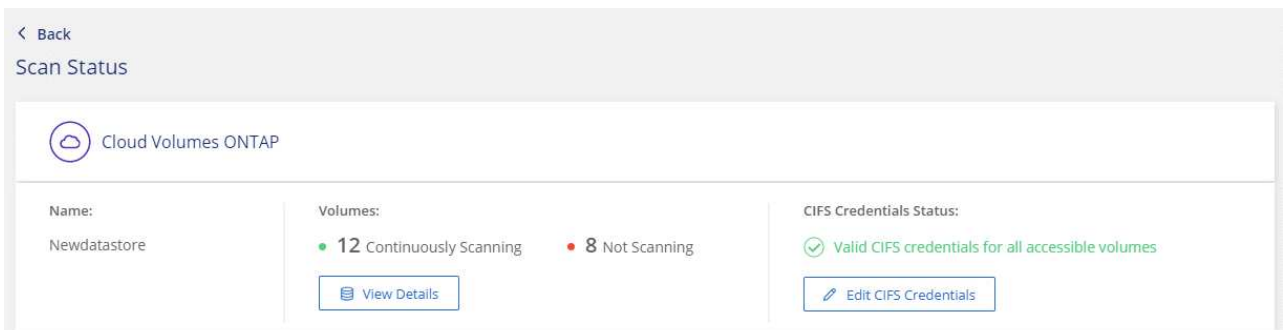 Back
Scan Status
Cloud Volumes ONTAP
Name:
Newdatastore
Volumes:
12 Continuously Scanning
8 Not Scanning
View Details
CIFS Credentials Status:
Valid CIFS credentials for all accessible volumes
Edit CIFS Credentials